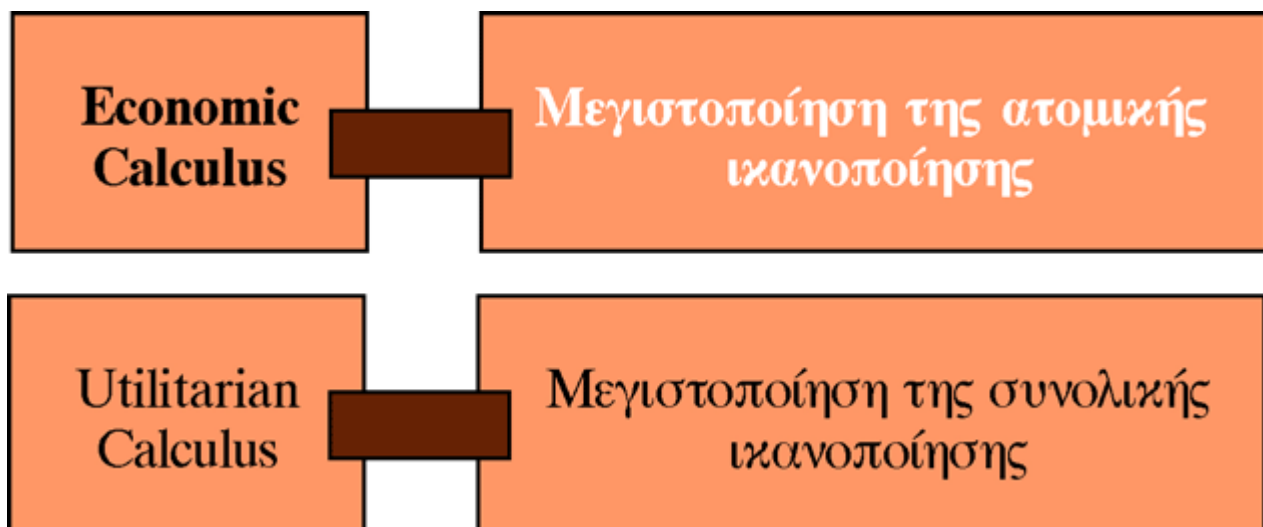 Economic
Calculus
Μεγιστοποίηση της ατομικής
ικανοποίησης
Utilitarian
Calculus
Μεγιστοποίηση της συνολικής
ικανοποίησης